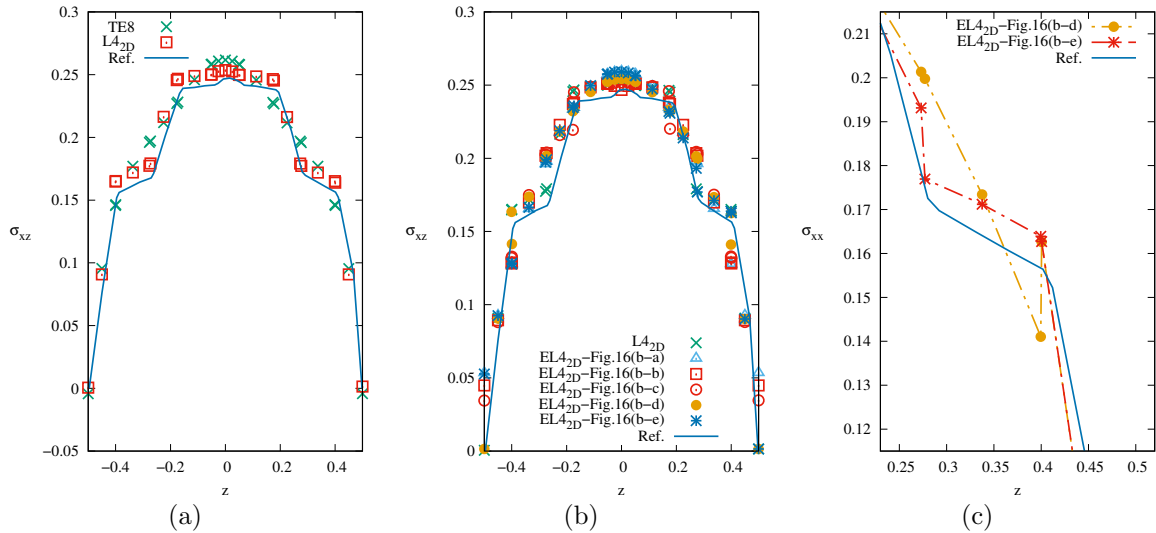 0.3
0.25
0.2
0.15
0.1
0.05
0
−0.05
σxz
TE8
L4₂D
Ref.
−0.4 −0.2 0 0.2 0.4
z
(a)
0.3
0.25
0.2
0.15
0.1
0.05
0
σxz
L4₂D
EL4₂D−Fig.16(b−a)
EL4₂D−Fig.16(b−b)
EL4₂D−Fig.16(b−c)
EL4₂D−Fig.16(b−d)
EL4₂D−Fig.16(b−e)
Ref.
−0.4 −0.2 0 0.2 0.4
z
(b)
0.21
0.2
0.19
0.18
0.17
0.16
0.15
0.14
0.13
0.12
σxx
EL4₂D−Fig.16(b−d)
EL4₂D−Fig.16(b−e)
Ref.
0.25 0.3 0.35 0.4 0.45 0.5
z
(c)